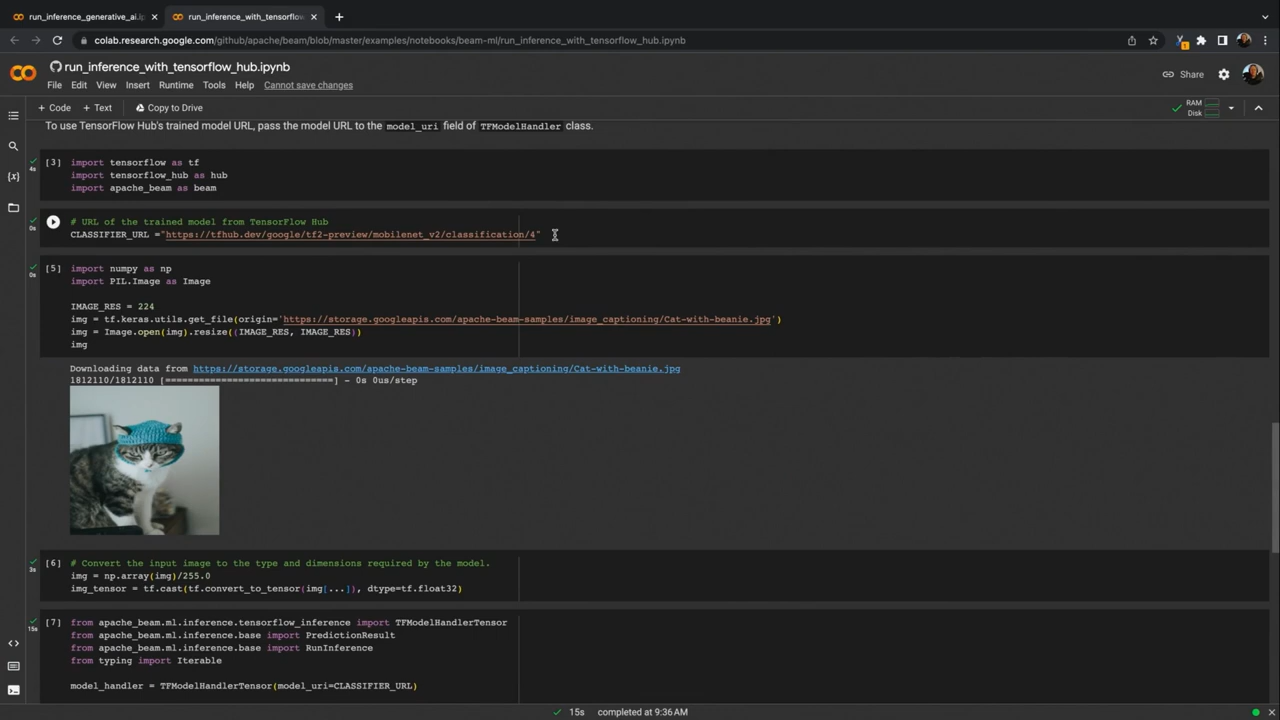 run_inference_generative_ai.ip
run_inference_with_tensorflow
colab.research.google.com/github/apache/beam/blob/master/examples/notebooks/beam-ml/run_inference_with_tensorflow_hub.ipynb
run_inference_with_tensorflow_hub.ipynb
File Edit View Insert Runtime Tools Help Cannot save changes
Share
+ Code + Text Copy to Drive
RAM
Disk
To use TensorFlow Hub's trained model URL, pass the model URL to the model_uri field of TFModelHandler class.
[3] import tensorflow as tf
4s
import tensorflow_hub as hub
import apache_beam as beam
# URL of the trained model from TensorFlow Hub
0s
CLASSIFIER_URL ="https://tfhub.dev/google/tf2-preview/mobilenet_v2/classification/4"
[5] import numpy as np
0s
import PIL.Image as Image
IMAGE_RES = 224
img = tf.keras.utils.get_file(origin='https://storage.googleapis.com/apache-beam-samples/image_captioning/Cat-with-beanie.jpg')
img = Image.open(img).resize((IMAGE_RES, IMAGE_RES))
img
Downloading data from https://storage.googleapis.com/apache-beam-samples/image_captioning/Cat-with-beanie.jpg
1812110/1812110 [==============================] - 0s 0us/step
[6] # Convert the input image to the type and dimensions required by the model.
3s
img = np.array(img)/255.0
img_tensor = tf.cast(tf.convert_to_tensor(img[...]), dtype=tf.float32)
[7] from apache_beam.ml.inference.tensorflow_inference import TFModelHandlerTensor
15s
from apache_beam.ml.inference.base import PredictionResult
from apache_beam.ml.inference.base import RunInference
from typing import Iterable
model_handler = TFModelHandlerTensor(model_uri=CLASSIFIER_URL)
15s completed at 9:36 AM